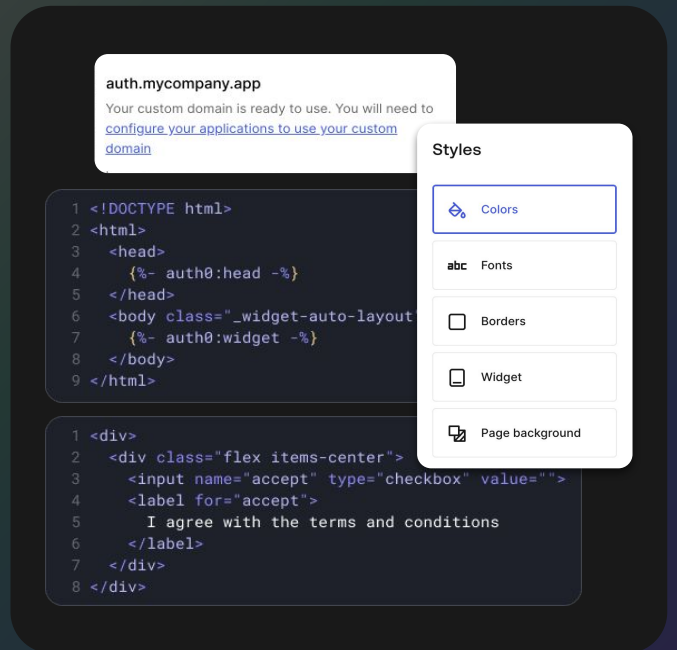 auth.mycompany.app
Your custom domain is ready to use. You will need to
configure your applications to use your custom
domain
Styles
Colors
abc Fonts
Borders
Widget
Page background
1 <!DOCTYPE html>
2 <html>
3   <head>
4     {%- auth0:head -%}
5   </head>
6   <body class="_widget-auto-layout"
7     {%- auth0:widget -%}
8   </body>
9 </html>
1 <div>
2   <div class="flex items-center">
3     <input name="accept" type="checkbox" value="">
4     <label for="accept">
5       I agree with the terms and conditions
6     </label>
7   </div>
8 </div>